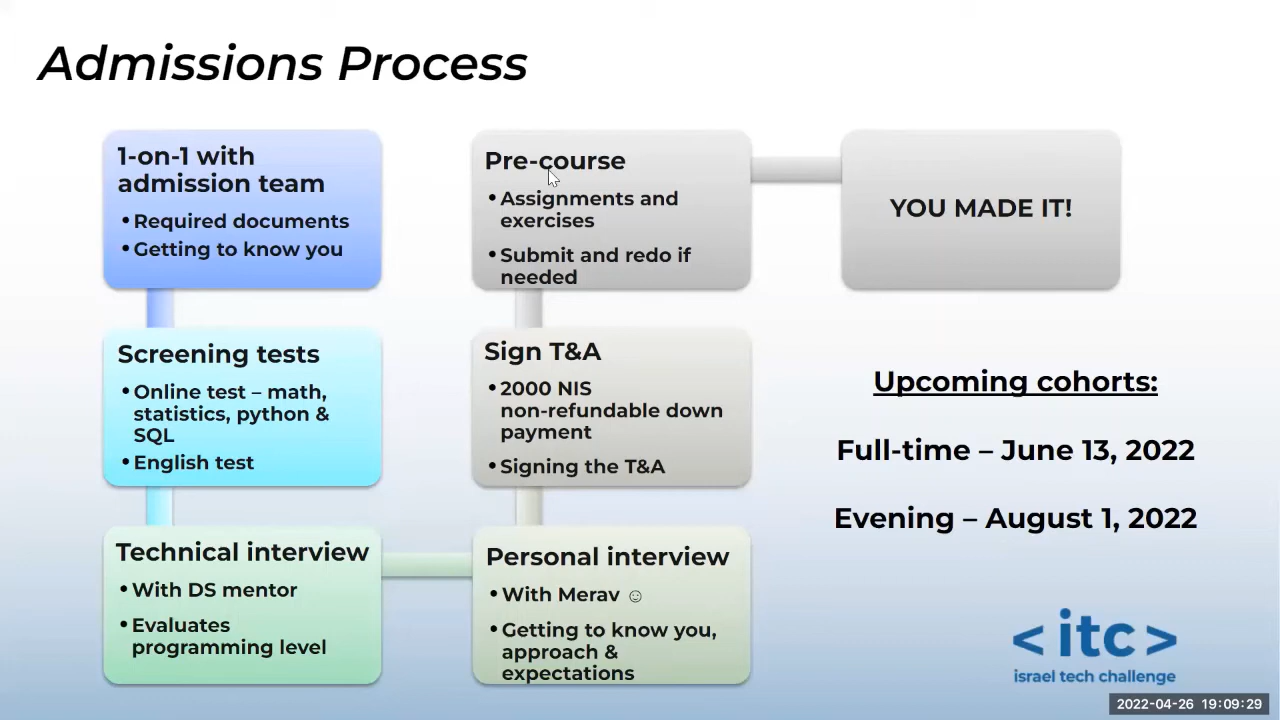 Admissions Process
1-on-1 with
admission team
• Required documents
• Getting to know you
Screening tests
• Online test – math,
statistics, python &
SQL
• English test
Technical interview
• With DS mentor
• Evaluates
programming level
Personal interview
• With Merav ☺
• Getting to know you,
approach &
expectations
Sign T&A
• 2000 NIS
non-refundable down
payment
• Signing the T&A
Pre-course
• Assignments and
exercises
• Submit and redo if
needed
YOU MADE IT!
Upcoming cohorts:
Full-time – June 13, 2022
Evening – August 1, 2022
<itc>
israel tech challenge
2022-04-26 19:09:29